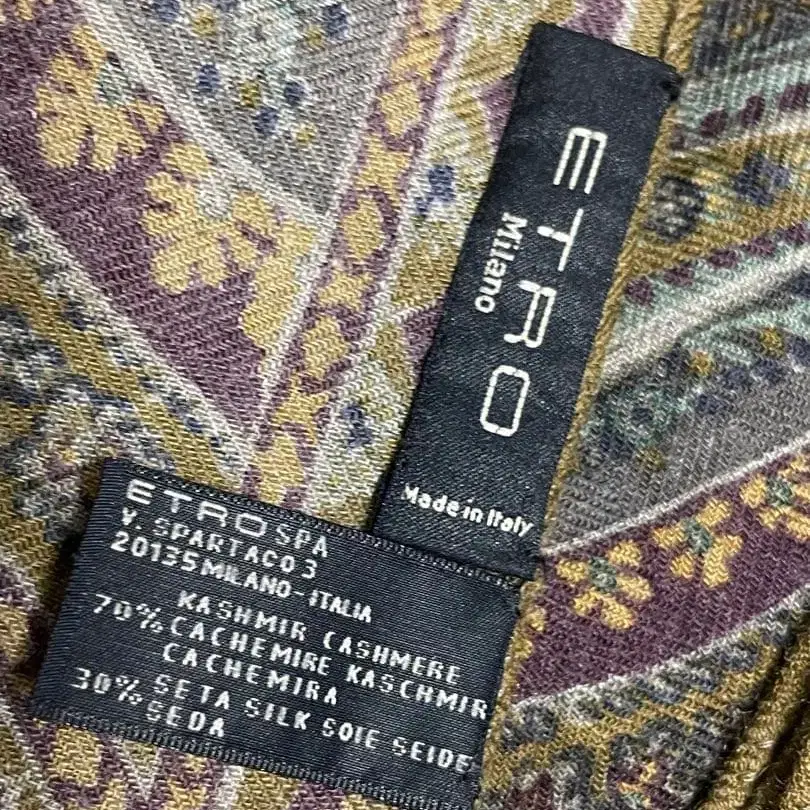 ETRO
Milano
Made in Italy
ETRO SPA
V. SPARTACO 3
20135 MILANO-ITALIA
KASHMIR CASHMERE
70% CACHEMIRE KASCHMIR
CACHEMIRA
30% SETA SILK SOIE SEIDE
SEDA